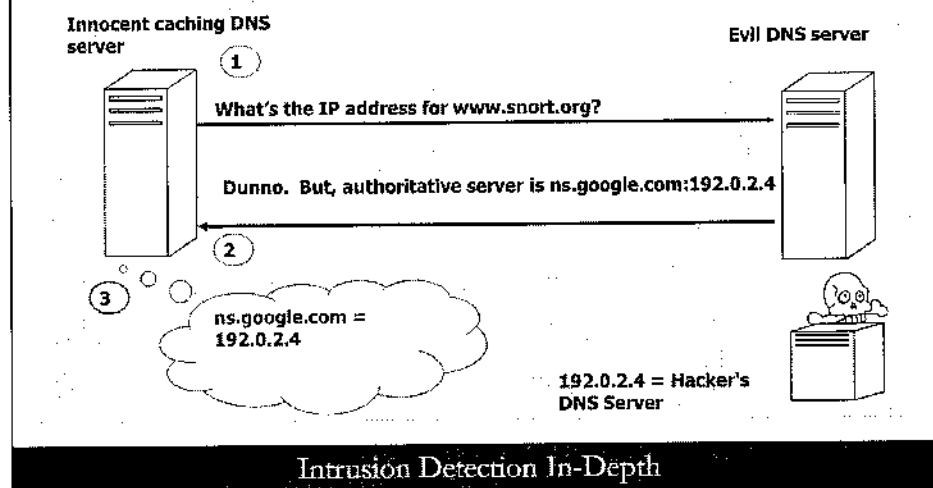 Innocent caching DNS
server
Evil DNS server
1
What's the IP address for www.snort.org?
Dunno. But, authoritative server is ns.google.com:192.0.2.4
2
3
ns.google.com =
192.0.2.4
192.0.2.4 = Hacker's
DNS Server
Intrusion Detection In-Depth